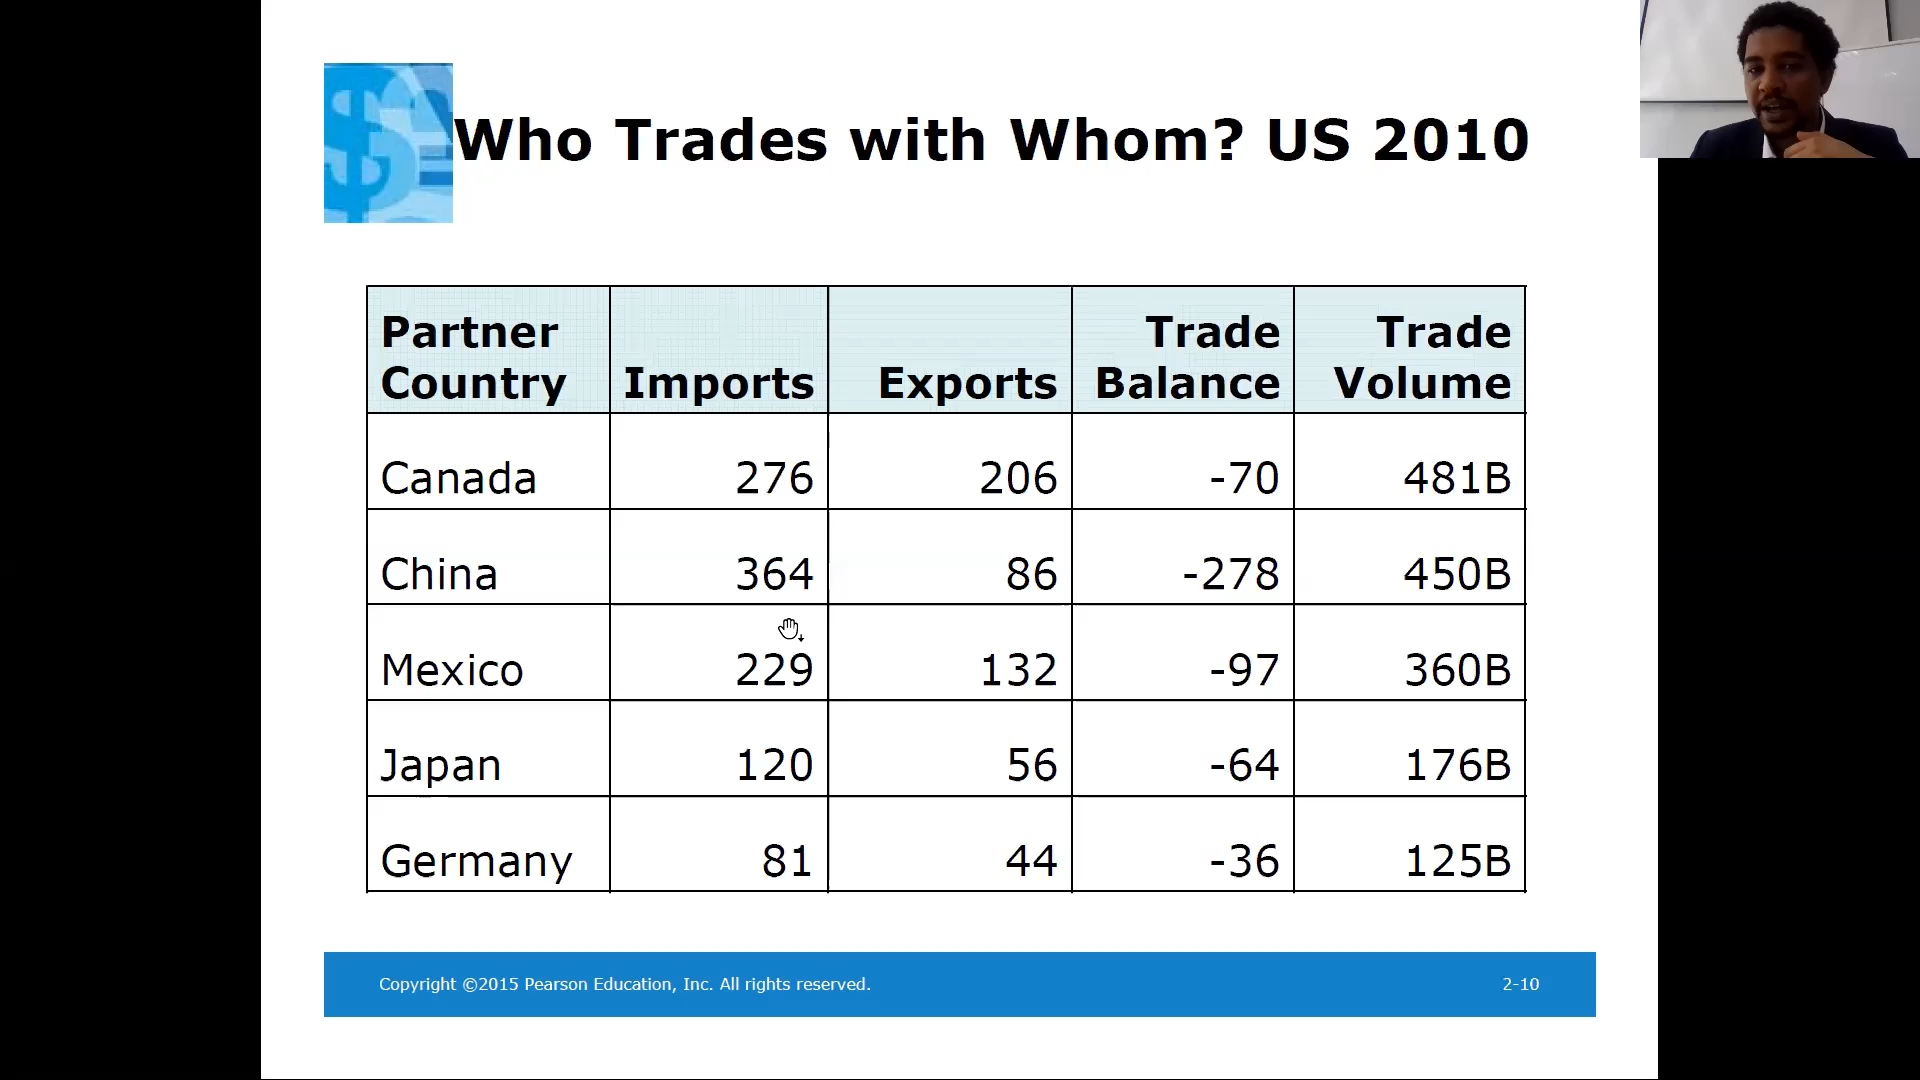 Who Trades with Whom? US 2010
Partner Country Imports Exports Trade Balance Trade Volume
Canada 276 206 -70 481B
China 364 86 -278 450B
Mexico 229 132 -97 360B
Japan 120 56 -64 176B
Germany 81 44 -36 125B
Copyright ©2015 Pearson Education, Inc. All rights reserved. 2-10